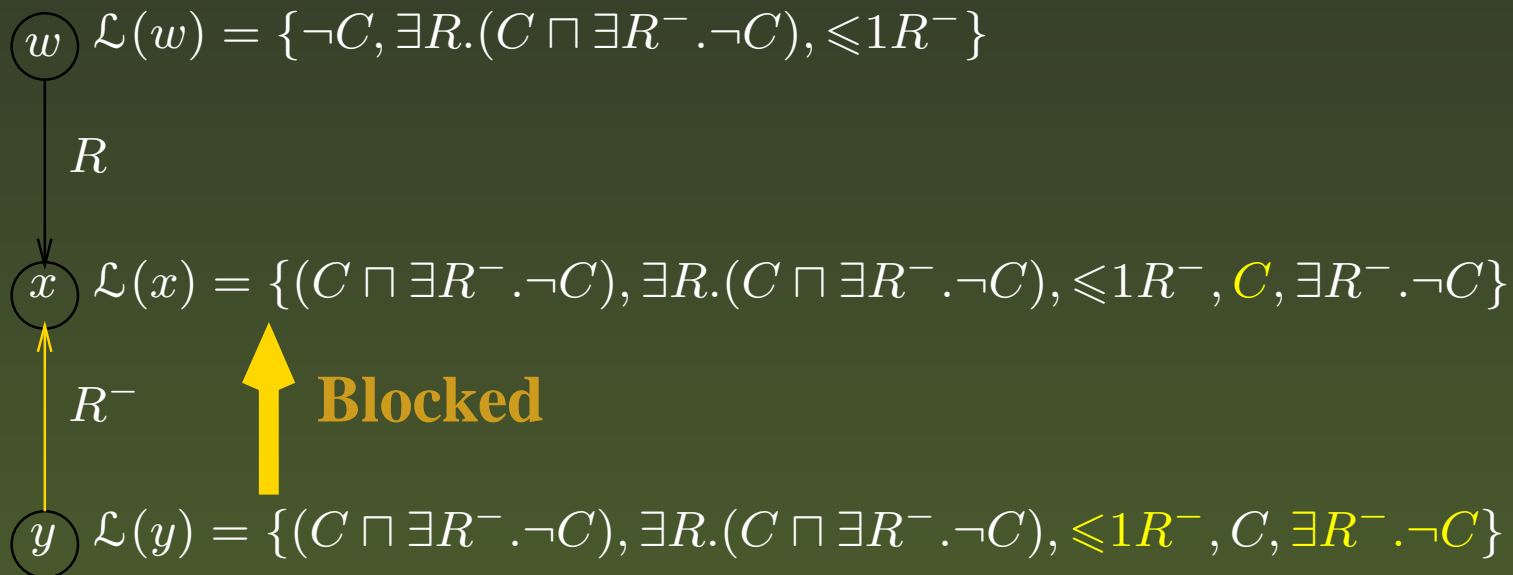 w ℒ(w) = {¬C, ∃R.(C ⊓ ∃R⁻.¬C), ⩽1R⁻}
R
x ℒ(x) = {(C ⊓ ∃R⁻.¬C), ∃R.(C ⊓ ∃R⁻.¬C), ⩽1R⁻, C, ∃R⁻.¬C}
R⁻ Blocked
y ℒ(y) = {(C ⊓ ∃R⁻.¬C), ∃R.(C ⊓ ∃R⁻.¬C), ⩽1R⁻, C, ∃R⁻.¬C}